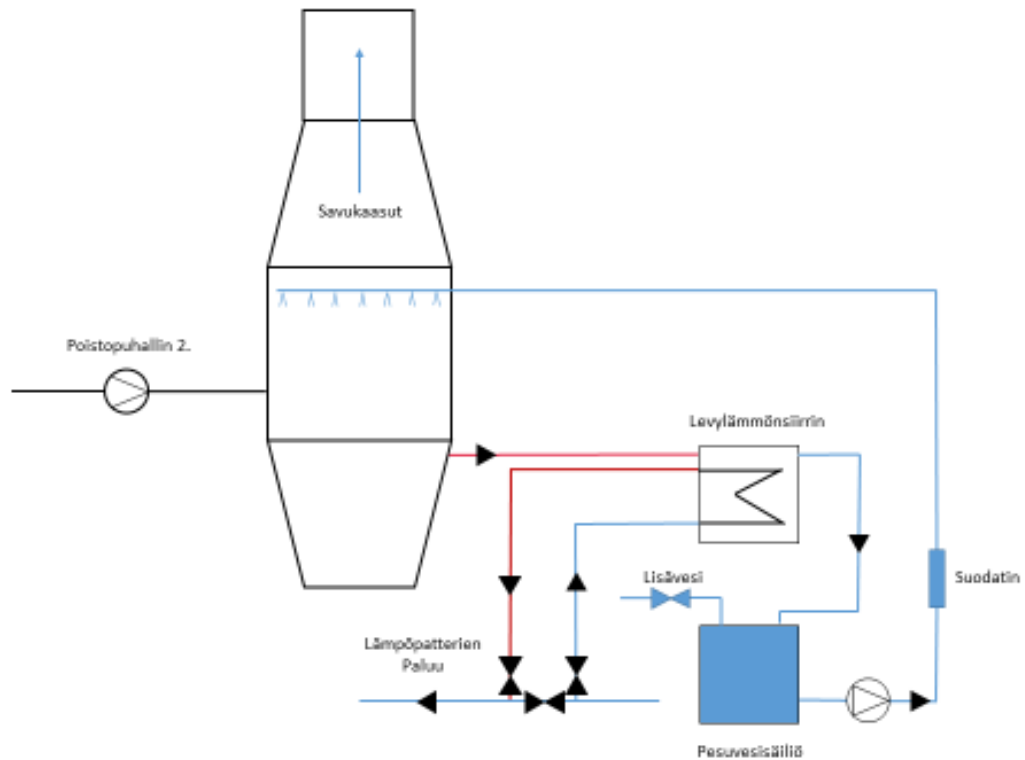 Savukaasut
Poistopuhallin 2.
Levylämmönsiirrin
Lisävesi
Suodatin
Lämpöpatterien
Paluu
Pesuvesisäiliö